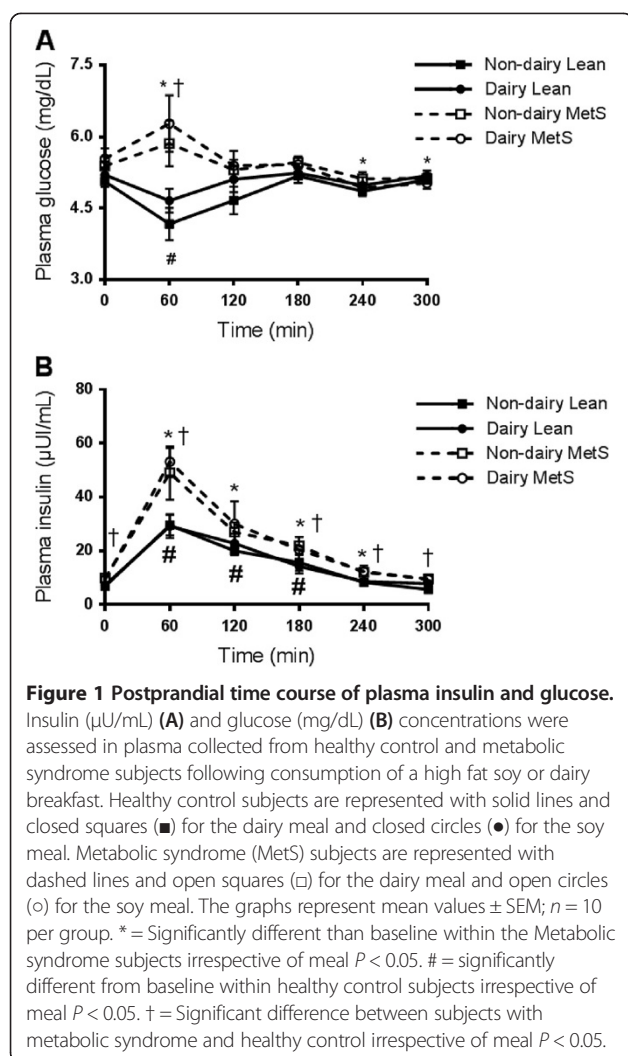 A
Plasma glucose (mg/dL)
7.5
6.0
4.5
3.0
* †
#
*
*
Non-dairy Lean
Dairy Lean
Non-dairy MetS
Dairy MetS
0 60 120 180 240 300
Time (min)
B
Plasma insulin (µUI/mL)
80
60
40
20
0
†
* †
*
* †
* †
†
#
#
#
Non-dairy Lean
Dairy Lean
Non-dairy MetS
Dairy MetS
0 60 120 180 240 300
Time (min)
Figure 1 Postprandial time course of plasma insulin and glucose.
Insulin (µU/mL) (A) and glucose (mg/dL) (B) concentrations were
assessed in plasma collected from healthy control and metabolic
syndrome subjects following consumption of a high fat soy or dairy
breakfast. Healthy control subjects are represented with solid lines and
closed squares (■) for the dairy meal and closed circles (●) for the soy
meal. Metabolic syndrome (MetS) subjects are represented with
dashed lines and open squares (□) for the dairy meal and open circles
(○) for the soy meal. The graphs represent mean values ± SEM; n = 10
per group. * = Significantly different than baseline within the Metabolic
syndrome subjects irrespective of meal P < 0.05. # = significantly
different from baseline within healthy control subjects irrespective of
meal P < 0.05. † = Significant difference between subjects with
metabolic syndrome and healthy control irrespective of meal P < 0.05.